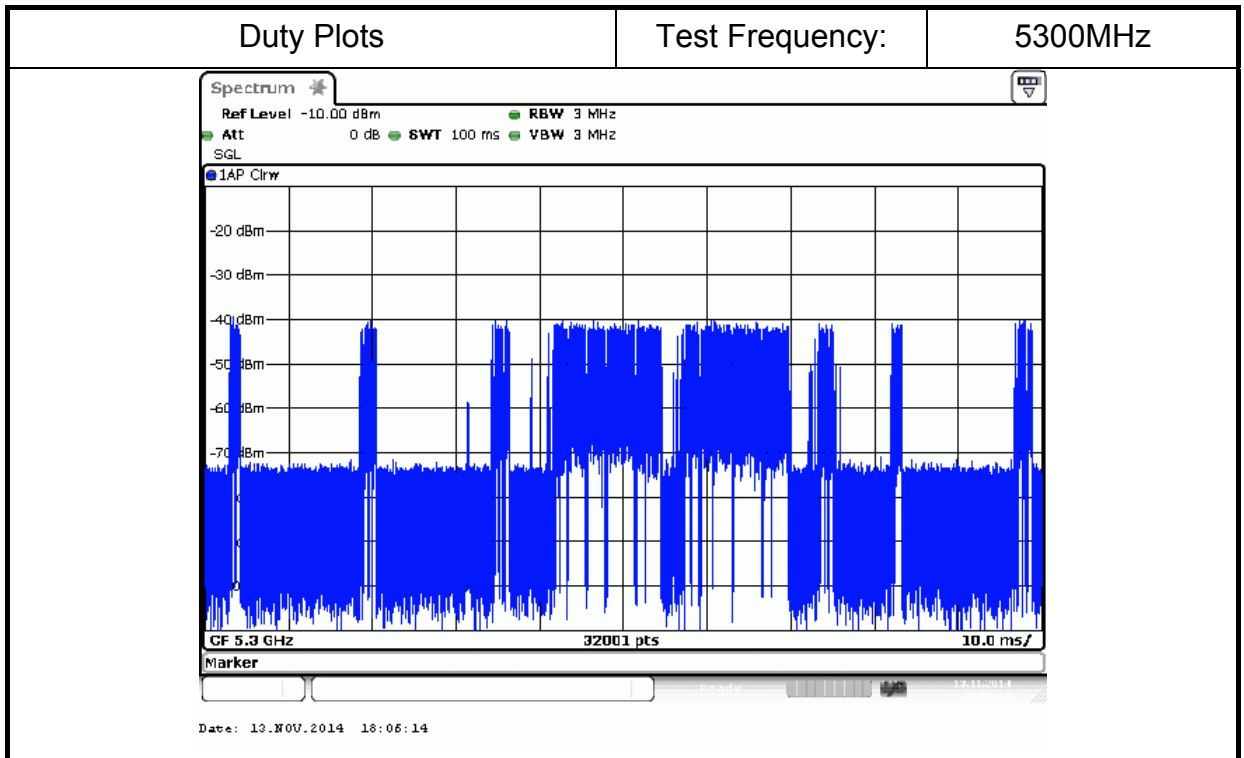 Duty Plots
Test Frequency:
5300MHz
Spectrum
Ref Level -10.00 dBm
RBW 3 MHz
Att
0 dB
SWT 100 ms
VBW 3 MHz
SGL
1AP Clrw
-20 dBm
-30 dBm
-40 dBm
-50 dBm
-60 dBm
-70 dBm
CF 5.3 GHz
32001 pts
10.0 ms/
Marker
Date: 13.NOV.2014 18:06:14